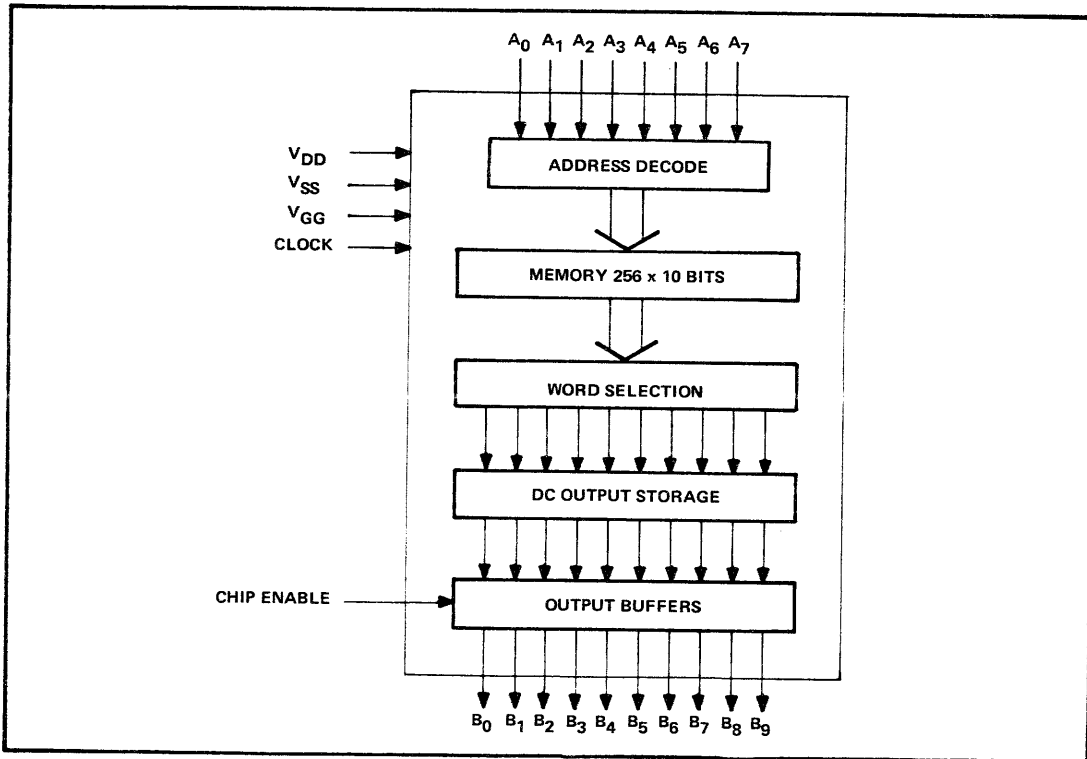 A0 A1 A2 A3 A4 A5 A6 A7
VDD
VSS
VGG
CLOCK
ADDRESS DECODE
MEMORY 256 x 10 BITS
WORD SELECTION
DC OUTPUT STORAGE
CHIP ENABLE
OUTPUT BUFFERS
B0 B1 B2 B3 B4 B5 B6 B7 B8 B9